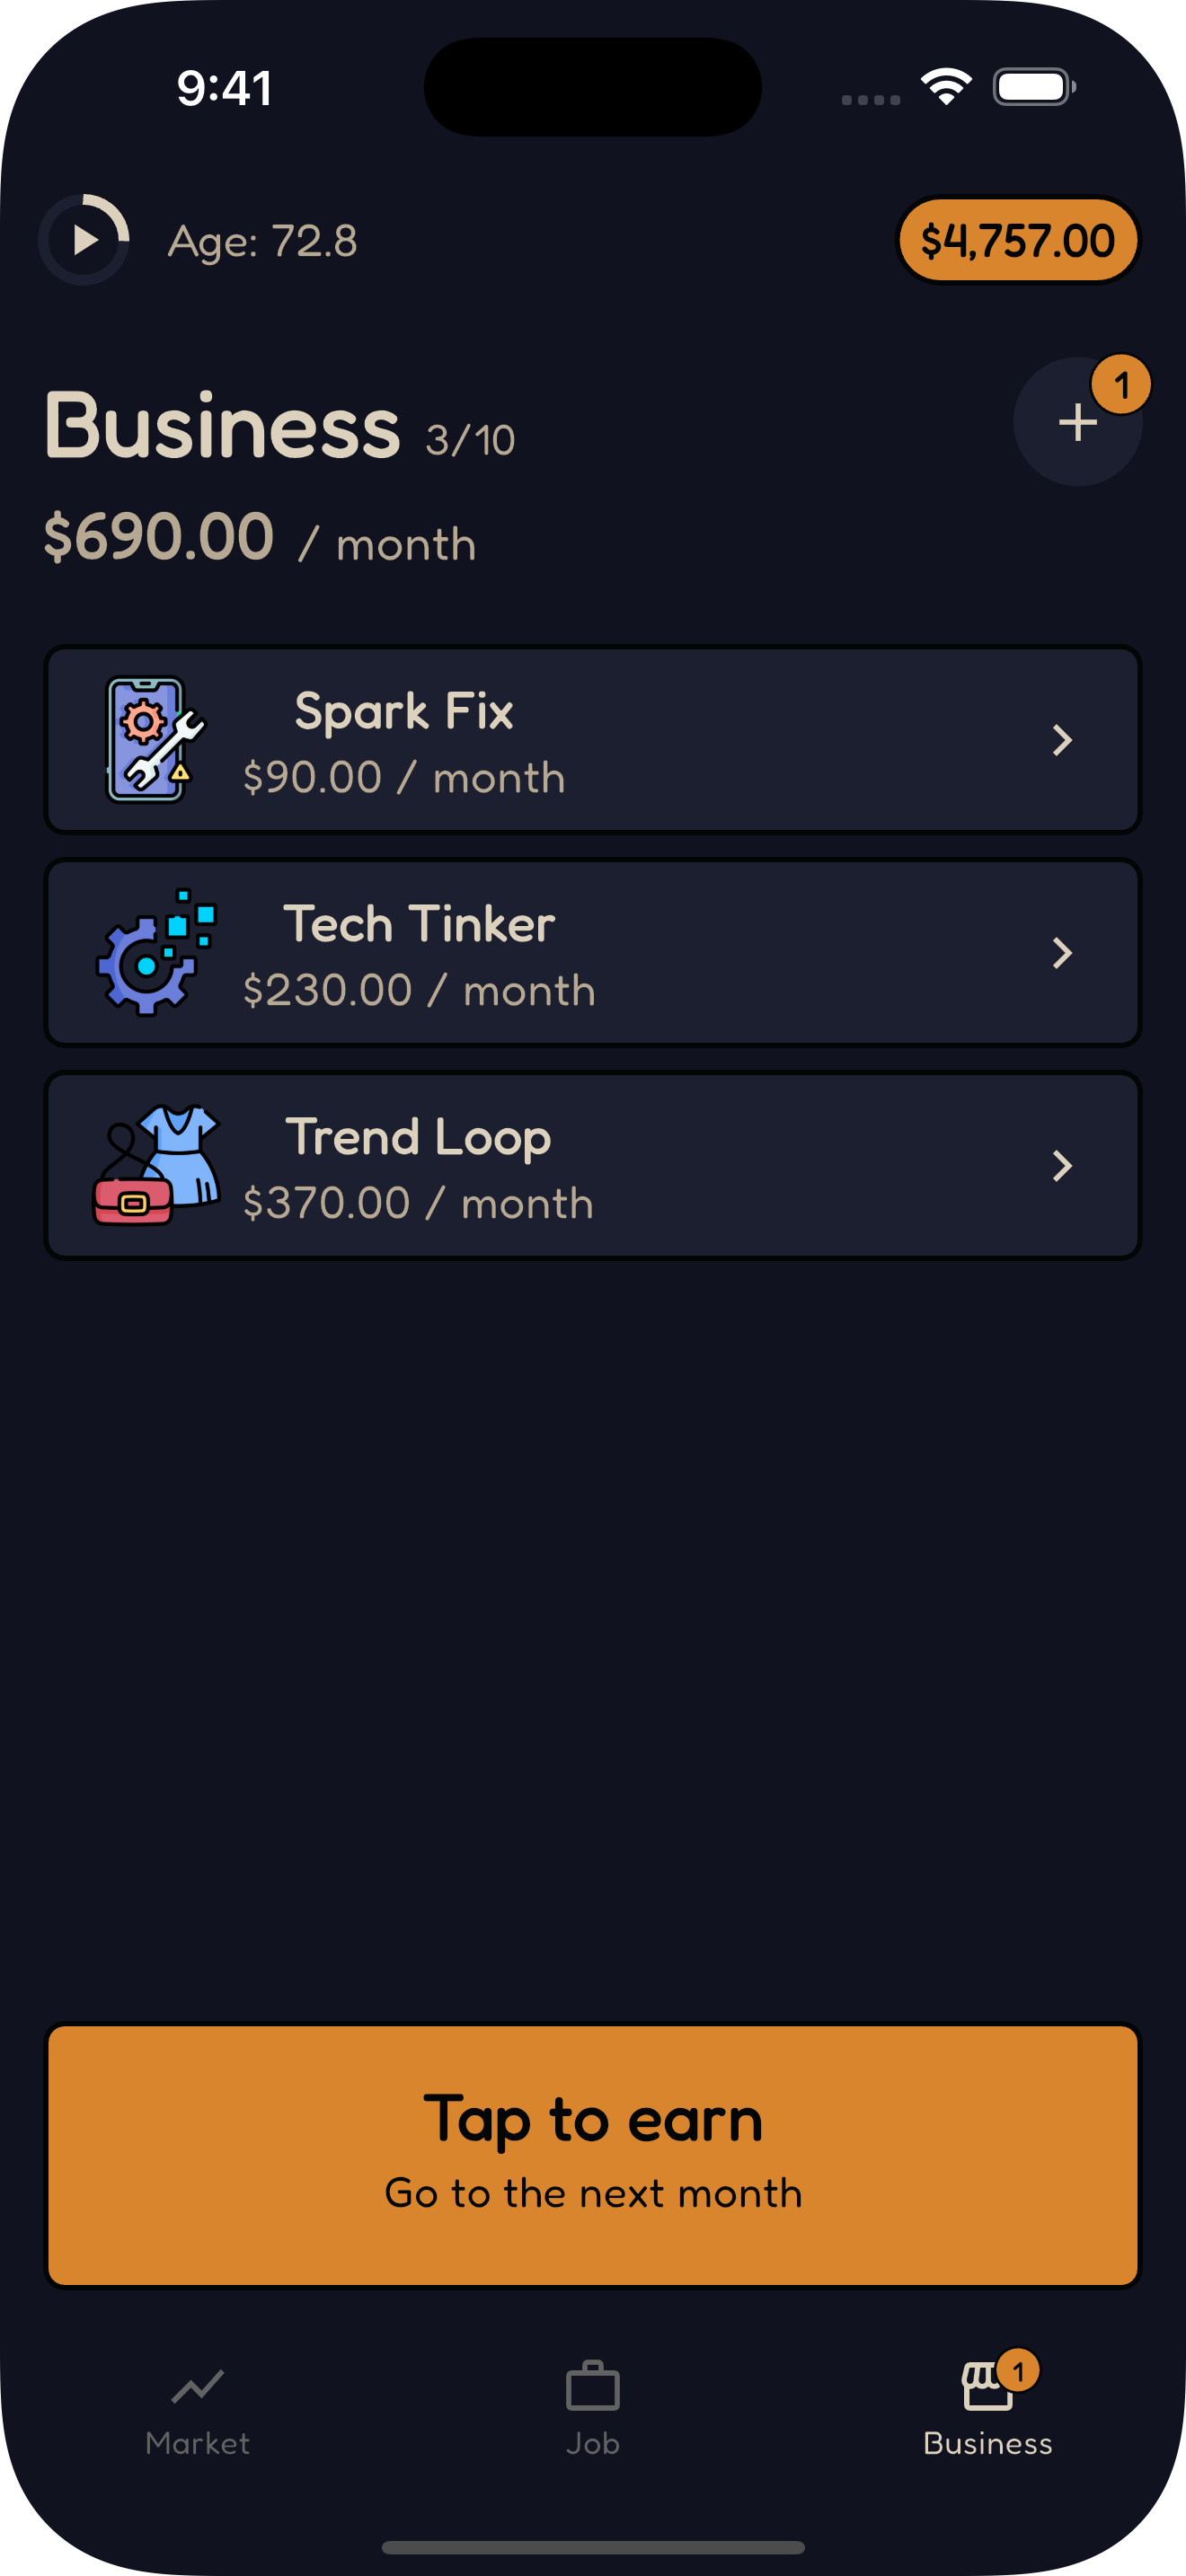 9:41
Age: 72.8
$4,757.00
Business 3/10
1
$690.00 / month
Spark Fix
$90.00 / month
Tech Tinker
$230.00 / month
Trend Loop
$370.00 / month
Tap to earn
Go to the next month
1
Market
Job
Business